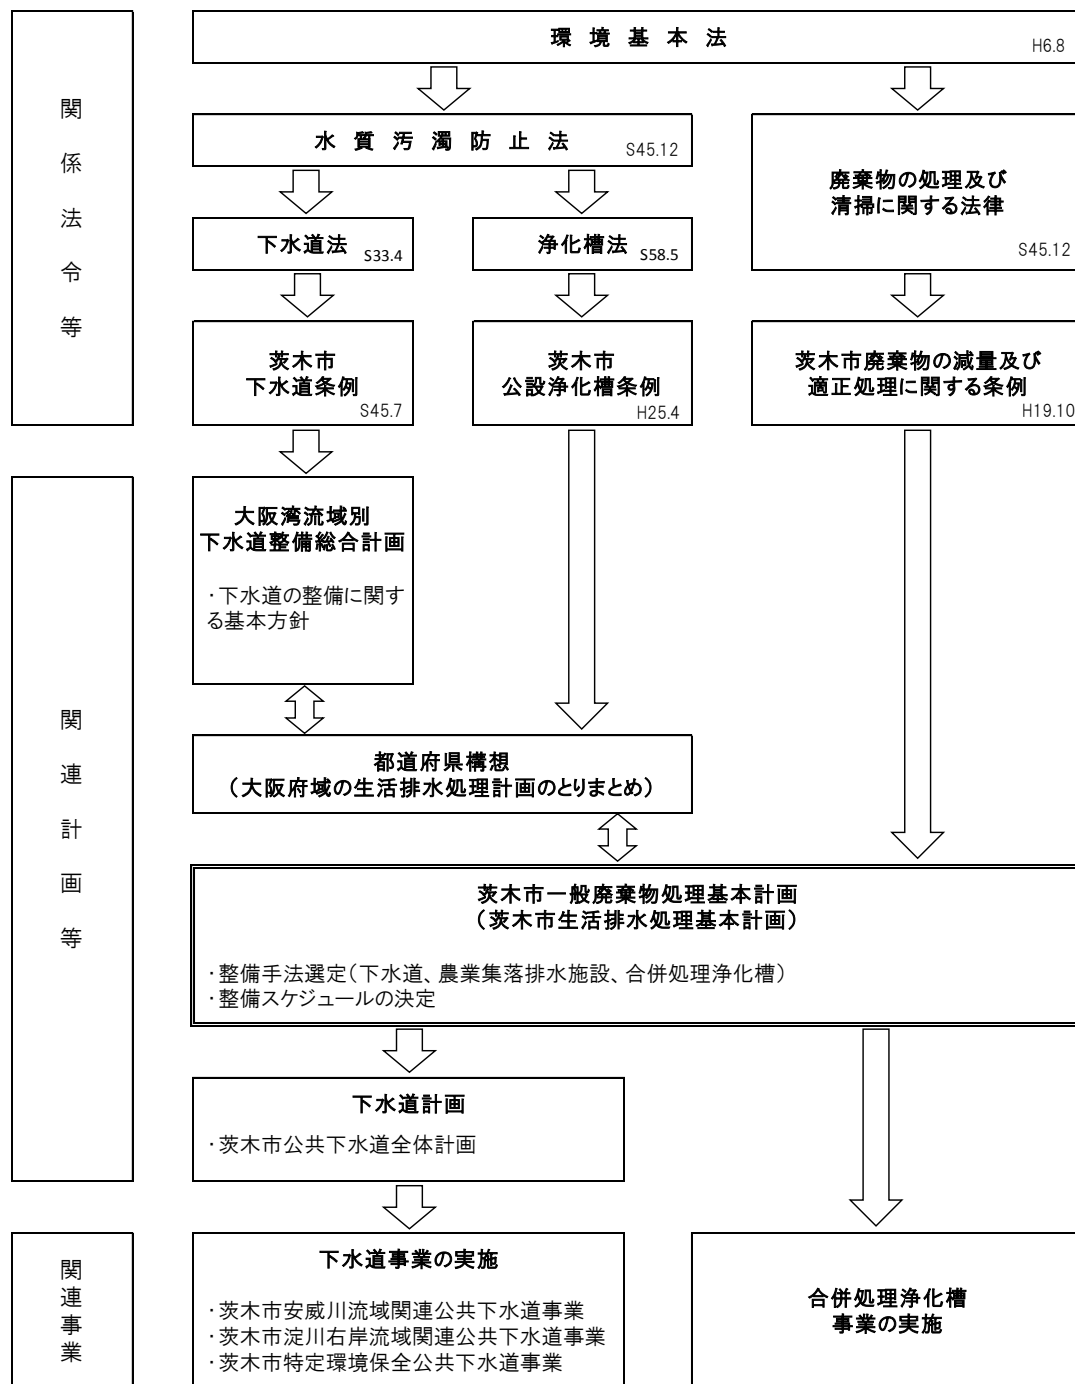 関係法令等
環境基本法
H6.8
水質汚濁防止法
S45.12
廃棄物の処理及び
清掃に関する法律
S45.12
下水道法
S33.4
浄化槽法
S58.5
茨木市
下水道条例
S45.7
茨木市
公設浄化槽条例
H25.4
茨木市廃棄物の減量及び
適正処理に関する条例
H19.10
関連計画等
大阪湾流域別
下水道整備総合計画
・下水道の整備に関す
る基本方針
都道府県構想
（大阪府域の生活排水処理計画のとりまとめ）
茨木市一般廃棄物処理基本計画
（茨木市生活排水処理基本計画）
・整備手法選定（下水道、農業集落排水施設、合併処理浄化槽）
・整備スケジュールの決定
下水道計画
・茨木市公共下水道全体計画
関連事業
下水道事業の実施
・茨木市安威川流域関連公共下水道事業
・茨木市淀川右岸流域関連公共下水道事業
・茨木市特定環境保全公共下水道事業
合併処理浄化槽
事業の実施